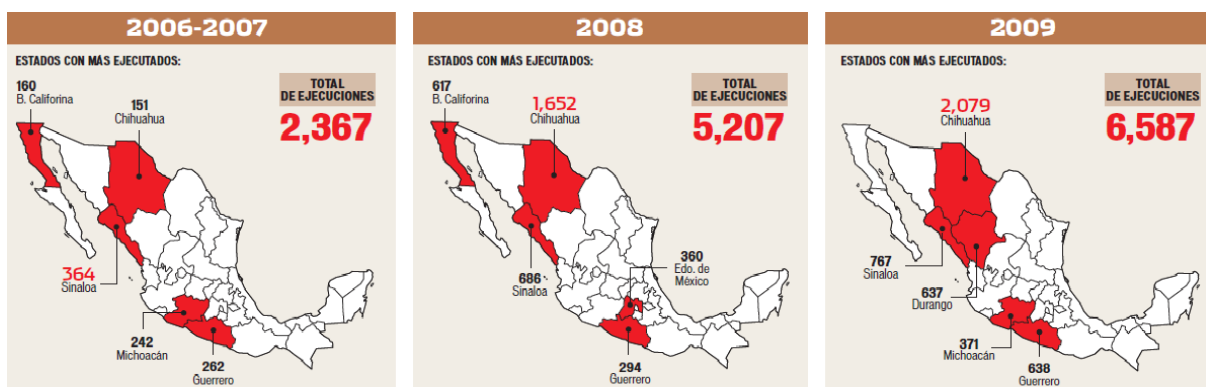 2006-2007
ESTADOS CON MÁS EJECUTADOS:
TOTAL
DE EJECUCIONES
2,367
160
B. Califorina
151
Chihuahua
364
Sinaloa
242
Michoacán
262
Guerrero
2008
ESTADOS CON MÁS EJECUTADOS:
TOTAL
DE EJECUCIONES
5,207
617
B. Califorina
1,652
Chihuahua
686
Sinaloa
360
Edo. de
México
294
Guerrero
2009
ESTADOS CON MÁS EJECUTADOS:
TOTAL
DE EJECUCIONES
6,587
2,079
Chihuahua
767
Sinaloa
637
Durango
371
Michoacán
638
Guerrero